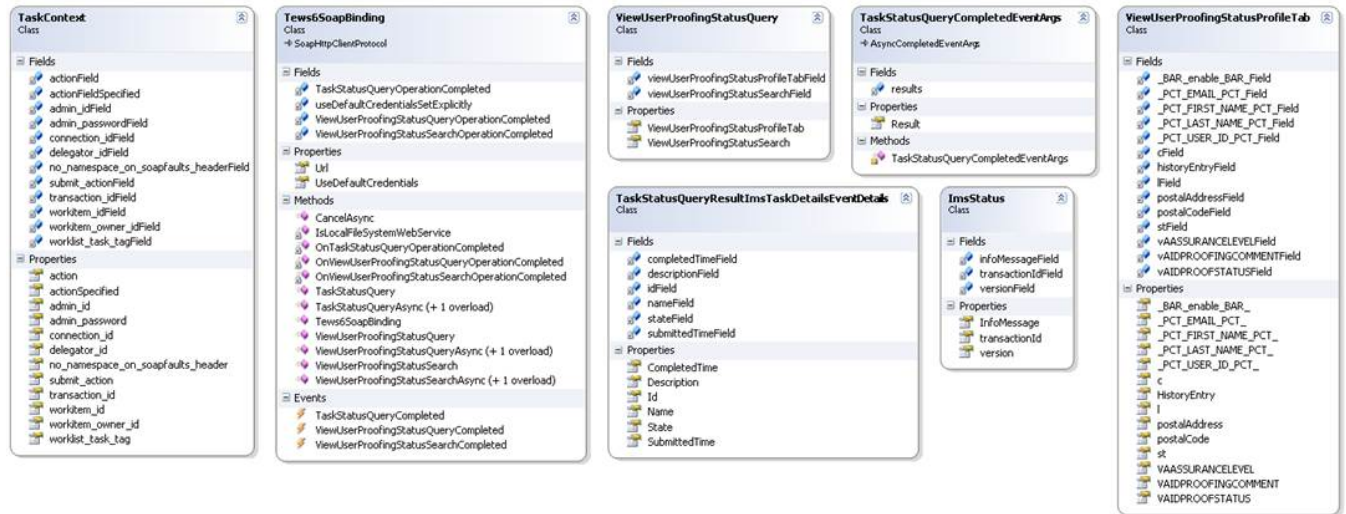 TaskContext
Class
Fields
actionField
actionFieldSpecified
admin_idField
admin_passwordField
connection_idField
delegator_idField
no_namespace_on_soapfaults_headerField
submit_actionField
transaction_idField
workitem_idField
workitem_owner_idField
worklist_task_tagField
Properties
action
actionSpecified
admin_id
admin_password
connection_id
delegator_id
no_namespace_on_soapfaults_header
submit_action
transaction_id
workitem_id
workitem_owner_id
worklist_task_tag
Tews6SoapBinding
Class
SoapHttpClientProtocol
Fields
TaskStatusQueryOperationCompleted
useDefaultCredentialsSetExplicitly
ViewUserProofingStatusQueryOperationCompleted
ViewUserProofingStatusSearchOperationCompleted
Properties
Url
UseDefaultCredentials
Methods
CancelAsync
IsLocalFileSystemWebService
OnTaskStatusQueryOperationCompleted
OnViewUserProofingStatusQueryOperationCompleted
OnViewUserProofingStatusSearchOperationCompleted
TaskStatusQuery
TaskStatusQueryAsync (+ 1 overload)
Tews6SoapBinding
ViewUserProofingStatusQuery
ViewUserProofingStatusQueryAsync (+ 1 overload)
ViewUserProofingStatusSearch
ViewUserProofingStatusSearchAsync (+ 1 overload)
Events
TaskStatusQueryCompleted
ViewUserProofingStatusQueryCompleted
ViewUserProofingStatusSearchCompleted
ViewUserProofingStatusQuery
Class
Fields
viewUserProofingStatusProfileTabField
viewUserProofingStatusSearchField
Properties
ViewUserProofingStatusProfileTab
ViewUserProofingStatusSearch
TaskStatusQueryCompletedEventArgs
Class
AsyncCompletedEventArgs
Fields
results
Properties
Result
Methods
TaskStatusQueryCompletedEventArgs
TaskStatusQueryResultImsTaskDetailsEventDetails
Class
Fields
completedTimeField
descriptionField
idField
nameField
stateField
submittedTimeField
Properties
CompletedTime
Description
Id
Name
State
SubmittedTime
ImsStatus
Class
Fields
infoMessageField
transactionIdField
versionField
Properties
InfoMessage
transactionId
version
ViewUserProofingStatusProfileTab
Class
Fields
_BAR_enable_BAR_Field
_PCT_EMAIL_PCT_Field
_PCT_FIRST_NAME_PCT_Field
_PCT_LAST_NAME_PCT_Field
_PCT_USER_ID_PCT_Field
cField
historyEntryField
lField
postalAddressField
postalCodeField
stField
vAASSURANCELEVELField
vAIDPROOFINGCOMMENTField
vAIDPROOFSTATUSField
Properties
_BAR_enable_BAR_
_PCT_EMAIL_PCT_
_PCT_FIRST_NAME_PCT_
_PCT_LAST_NAME_PCT_
_PCT_USER_ID_PCT_
c
HistoryEntry
l
postalAddress
postalCode
st
VAASSURANCELEVEL
VAIDPROOFINGCOMMENT
VAIDPROOFSTATUS